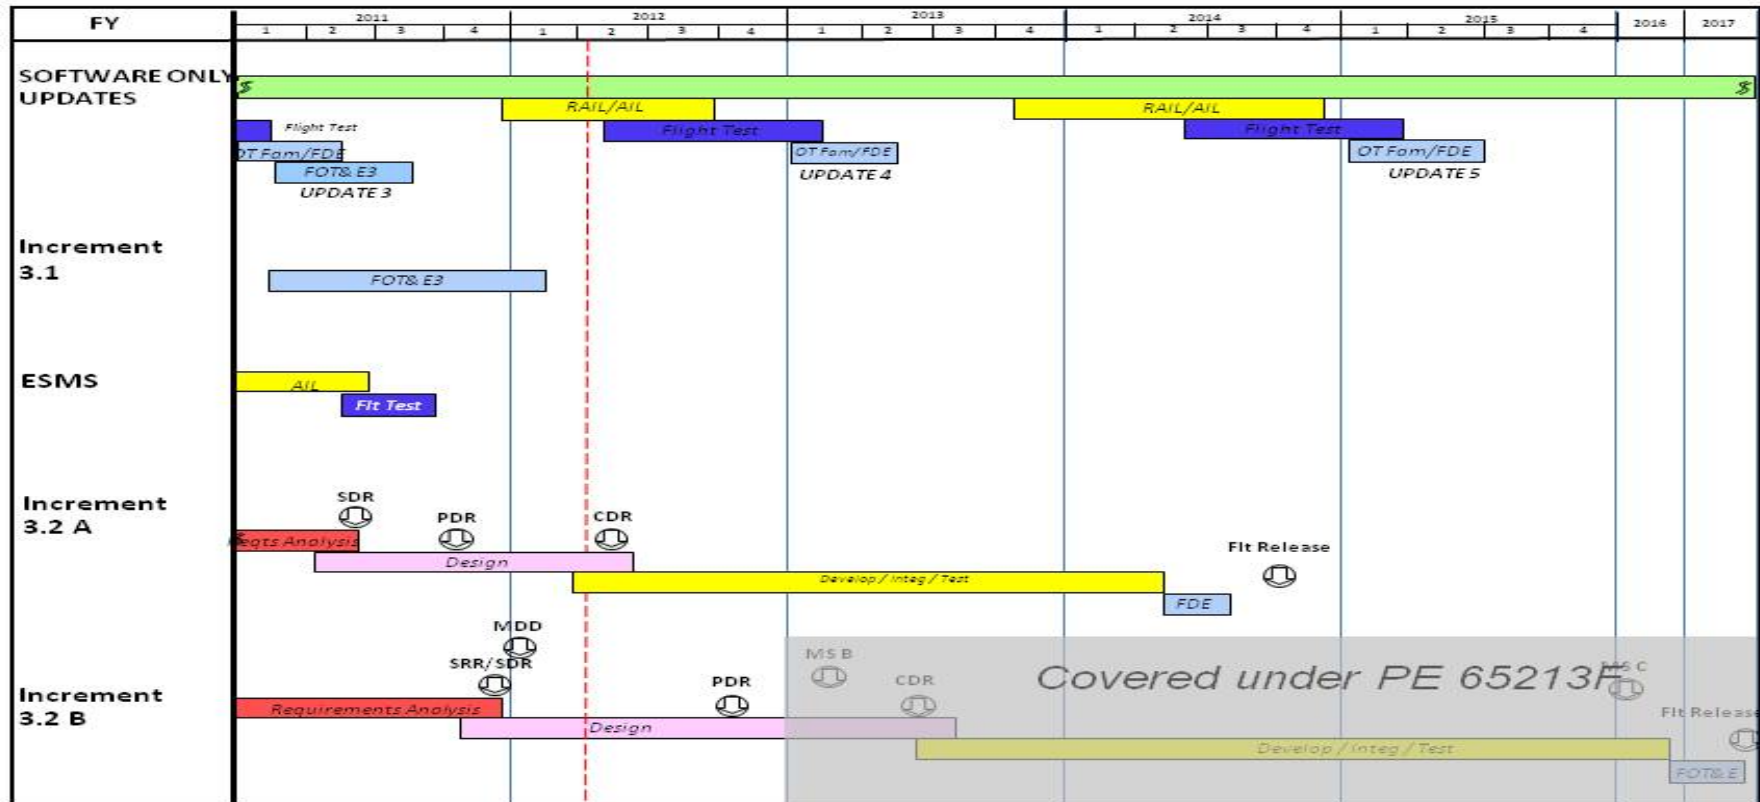 FY 2011 2012 2013 2014 2015 2016 2017
1 2 3 4 1 2 3 4 1 2 3 1 2 3 4 1 2 3 4
SOFTWARE ONLY
UPDATES
$ $
RAIL/AIL RAIL/AIL
Flight Test Flight Test Flight Test
OT Fam/FDE OT Fam/FDE OT Fam/FDE
FOT& E3
UPDATE 3 UPDATE 4 UPDATE 5
Increment
3.1
FOT& E3
ESMS
AIL
Flt Test
Increment
3.2 A
SDR
PDR CDR
Reqts Analysis
Design
Flt Release
Develop / Integ / Test
FDE
Increment
3.2 B
MDD
SRR/SDR PDR
MS B
CDR
Covered under PE 65213F
MS C
Flt Release
Requirements Analysis
Design
Develop / Integ / Test
FOT& E